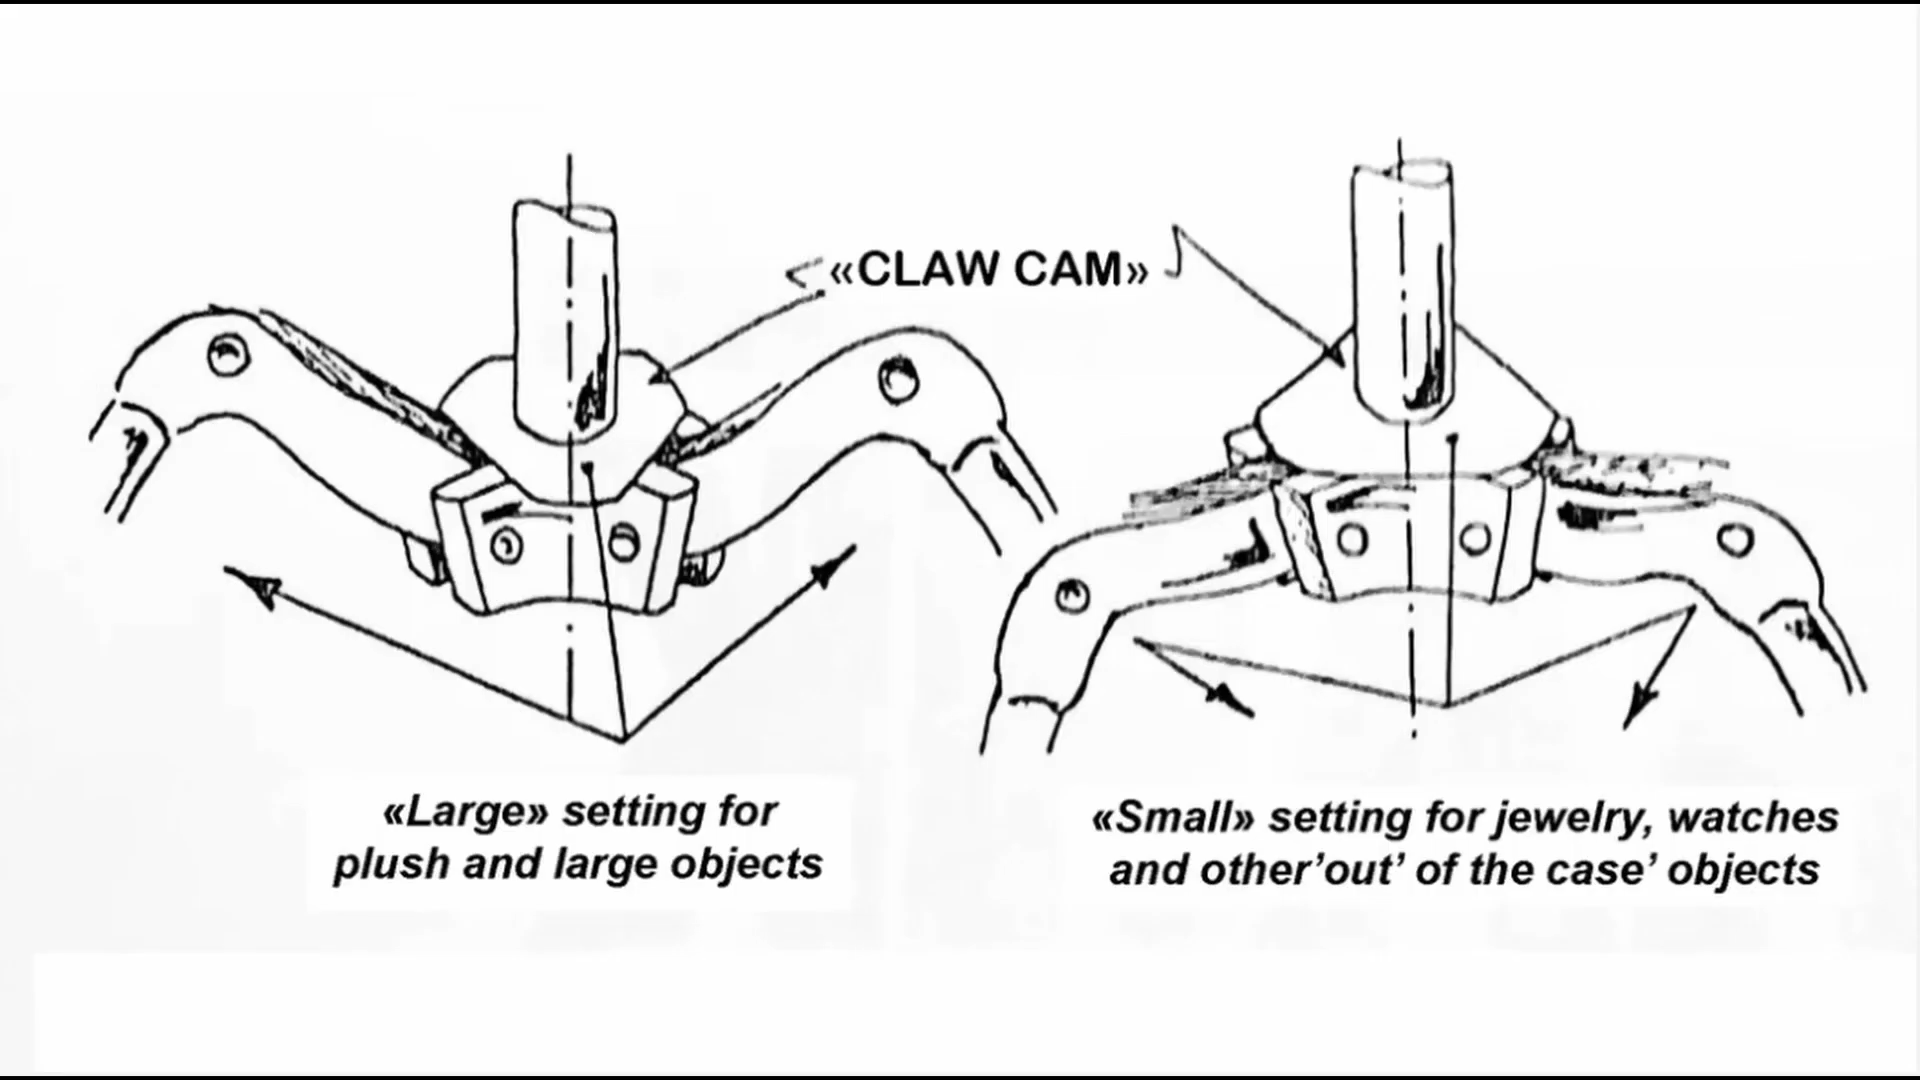 «CLAW CAM»
«Large» setting for
plush and large objects
«Small» setting for jewelry, watches
and other’out’ of the case’ objects